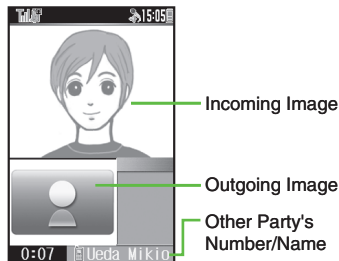 15:05
Incoming Image
Outgoing Image
Other Party's
Number/Name
0:07 Ueda Mikio